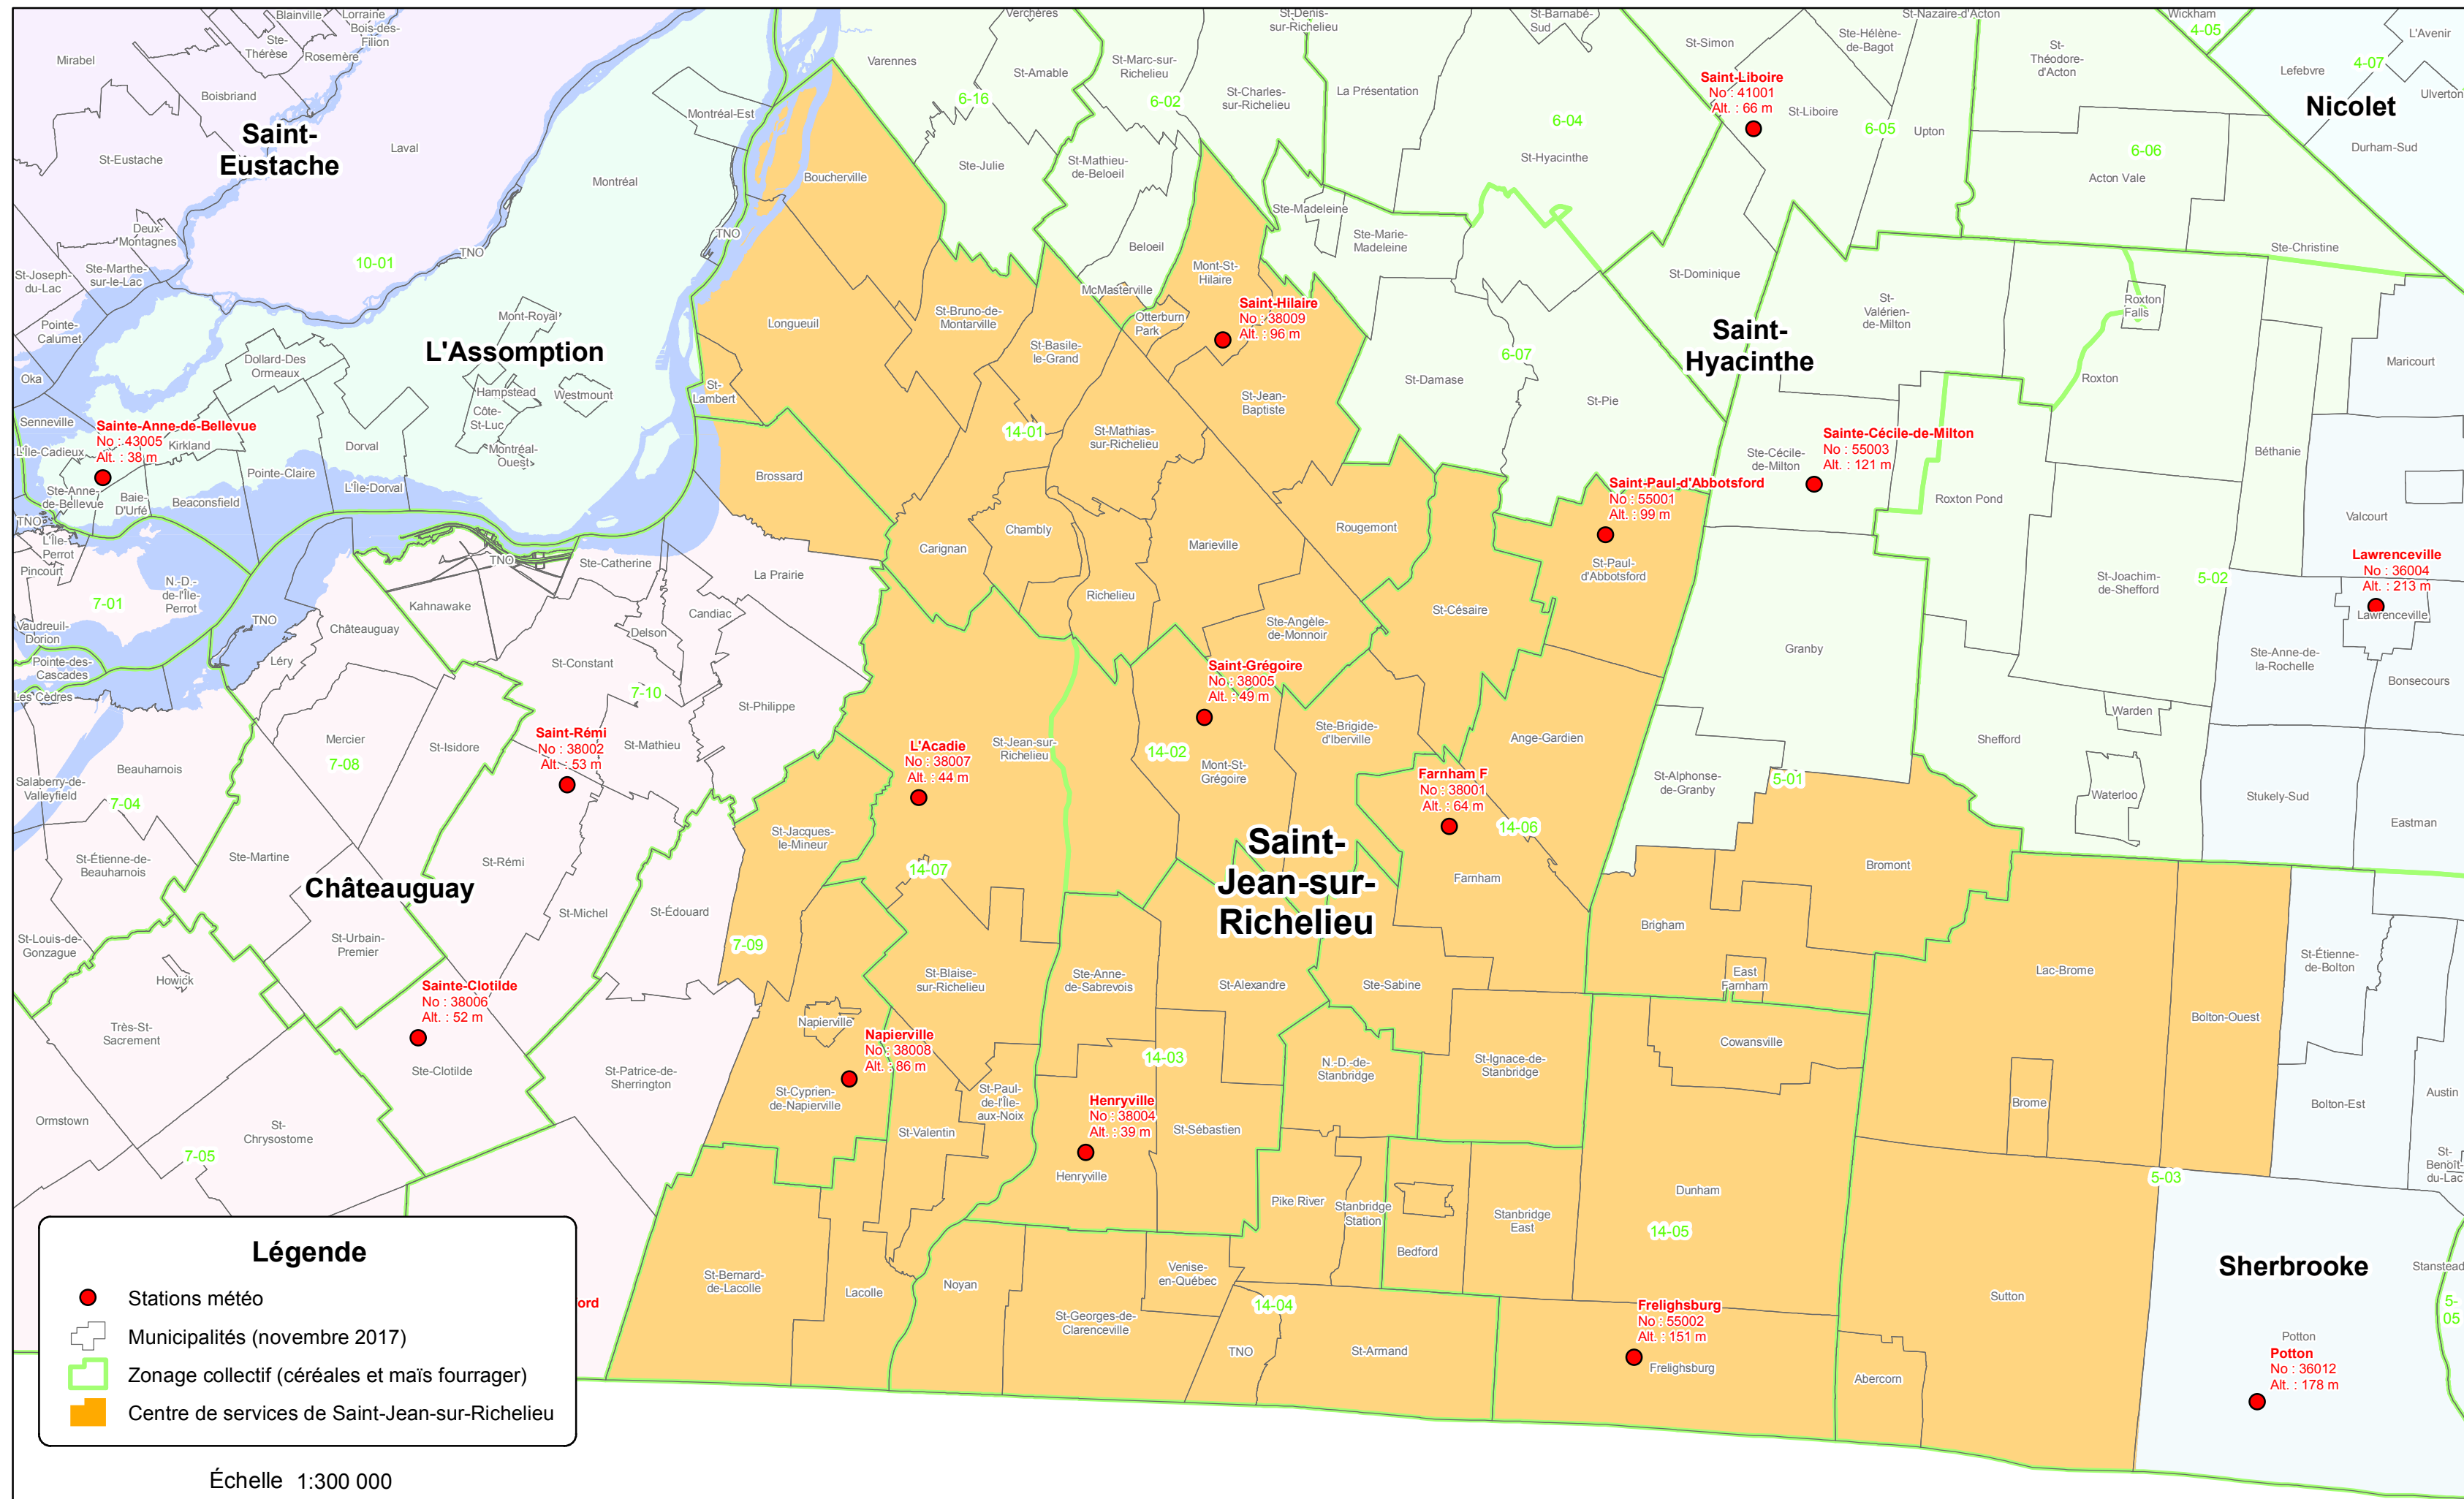 Blainville
Lorraine
Bois-des-
Filion
Ste-
Thérèse
Rosemère
Mirabel
Boisbriand
Saint-
Eustache
St-Eustache
Laval
Deux-
Montagnes
St-Joseph-
du-Lac
Ste-Marthe-
sur-le-Lac
10-01
TNO
Pointe-
Calumet
Oka
Montréal-Est
Montréal
TNO
Mont-Royal
L'Assomption
Dollard-Des
Ormeaux
Hampstead
Westmount
Côte-
St-Luc
Montréal-
Ouest
Senneville
Sainte-Anne-de-Bellevue
No : 43005
Alt. : 38 m
L'Île-Cadieux
Kirkland
Dorval
Pointe-Claire
L'Île-Dorval
Ste-Anne-
de-Bellevue
Baie-
D'Urfé
Beaconsfield
TNO
L'Île-
Perrot
Pincourt
N.-D.-
de-l'Île-
Perrot
7-01
Vaudreuil-
Dorion
TNO
Pointe-des-
Cascades
Les Cèdres
Léry
Châteauguay
Kahnawake
TNO
Ste-Catherine
La Prairie
Candiac
Delson
St-Constant
7-10
St-Philippe
St-Mathieu
Mercier
7-08
St-Isidore
Saint-Rémi
No : 38002
Alt. : 53 m
Beauharnois
Salaberry-de-
Valleyfield
7-04
St-Étienne-de-
Beauharnois
Ste-Martine
Châteauguay
St-Rémi
St-Michel
St-Édouard
St-Urbain-
Premier
St-Louis-de-
Gonzague
Howick
Sainte-Clotilde
No : 38006
Alt. : 52 m
Très-St-
Sacrement
Ste-Clotilde
St-Patrice-de-
Sherrington
Ormstown
St-
Chrysostome
7-05
ord
Varennes
Verchères
St-Amable
6-16
Ste-Julie
St-Marc-sur-
Richelieu
6-02
St-Mathieu-
de-Beloeil
Beloeil
McMasterville
St-Denis-
sur-Richelieu
St-Charles-
sur-Richelieu
La Présentation
St-Barnabé-
Sud
6-04
St-Hyacinthe
Ste-Madeleine
Ste-Marie-
Madeleine
St-Simon
Saint-Liboire
No : 41001
Alt. : 66 m
St-Liboire
Ste-Hélène-
de-Bagot
6-05
Upton
St-Nazaire-d'Acton
St-
Théodore-
d'Acton
6-06
Acton Vale
Wickham
4-05
L'Avenir
4-07
Lefebvre
Ulverton
Nicolet
Durham-Sud
Ste-Christine
St-Dominique
Saint-
Hyacinthe
St-
Valérien-
de-Milton
Roxton
Falls
Roxton
Maricourt
Béthanie
Valcourt
St-Damase
6-07
St-Pie
Ste-Cécile-
de-Milton
Sainte-Cécile-de-Milton
No : 55003
Alt. : 121 m
Roxton Pond
St-Joachim-
de-Shefford
5-02
Lawrenceville
No : 36004
Alt. : 213 m
Lawrenceville
Ste-Anne-de-
la-Rochelle
Bonsecours
Granby
Warden
Shefford
Waterloo
Stukely-Sud
Eastman
St-Alphonse-
de-Granby
5-01
Boucherville
Longueuil
St-
Lambert
Brossard
St-Bruno-de-
Montarville
St-Basile-
le-Grand
14-01
Otterburn
Park
Mont-St-
Hilaire
Saint-Hilaire
No : 38009
Alt. : 96 m
St-Jean-
Baptiste
St-Mathias-
sur-Richelieu
Carignan
Chambly
Marieville
Richelieu
Rougemont
Ste-Angèle-
de-Monnoir
St-Césaire
Saint-Paul-d'Abbotsford
No : 55001
Alt. : 99 m
St-Paul-
d'Abbotsford
Saint-Grégoire
No : 38005
Alt. : 49 m
14-02
Mont-St-
Grégoire
Ste-Brigide-
d'Iberville
Ange-Gardien
Farnham F
No : 38001
Alt. : 64 m
14-06
Farnham
L'Acadie
No : 38007
Alt. : 44 m
St-Jean-sur-
Richelieu
St-Jacques-
le-Mineur
14-07
7-09
Saint-
Jean-sur-
Richelieu
St-Blaise-
sur-Richelieu
Ste-Anne-
de-Sabrevois
St-Alexandre
Ste-Sabine
Brigham
Bromont
East
Farnham
Lac-Brome
Bolton-Ouest
St-Étienne-
de-Bolton
Napierville
Napierville
No : 38008
Alt. : 86 m
St-Cyprien-
de-Napierville
St-Paul-
de-l'Île-
aux-Noix
St-Valentin
14-03
Henryville
No : 38004
Alt. : 39 m
Henryville
St-Sébastien
N.-D.-de-
Stanbridge
St-Ignace-de-
Stanbridge
Cowansville
Brome
Bolton-Est
Austin
St-
Benoît-
du-Lac
5-03
Pike River
Stanbridge
Station
Bedford
Stanbridge
East
Dunham
14-05
St-Bernard-
de-Lacolle
Lacolle
Noyan
Venise-
en-Québec
St-Georges-de-
Clarenceville
14-04
TNO
St-Armand
Frelighsburg
No : 55002
Alt. : 151 m
Frelighsburg
Sutton
Abercorn
Sherbrooke
Stanstead
5-
05
Potton
Potton
No : 36012
Alt. : 178 m
Légende
Stations météo
Municipalités (novembre 2017)
Zonage collectif (céréales et maïs fourrager)
Centre de services de Saint-Jean-sur-Richelieu
Échelle 1:300 000